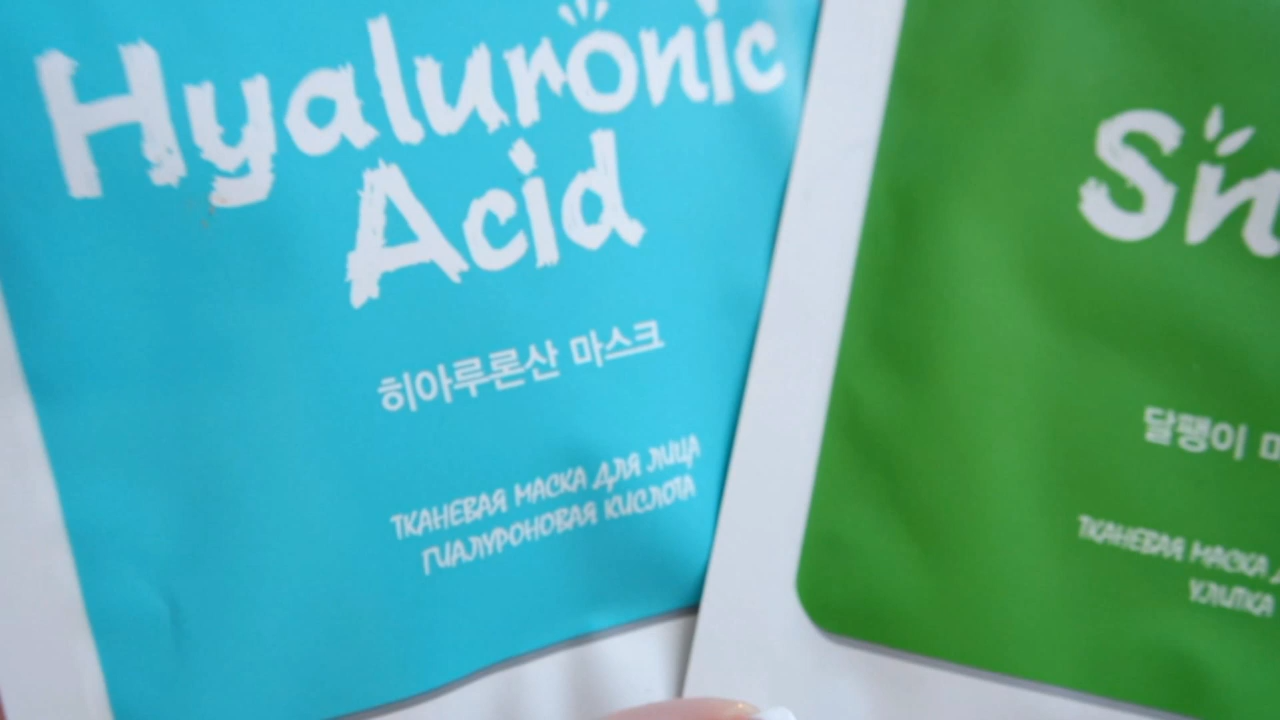 Hyaluronic
Acid
히아루론산 마스크
ТКАНЕВАЯ МАСКА ДЛЯ ЛИЦА
ГИАЛУРОНОВАЯ КИСЛОТА
Sn
달팽이
ТКАНЕВАЯ МАСКА
УЛИТКА